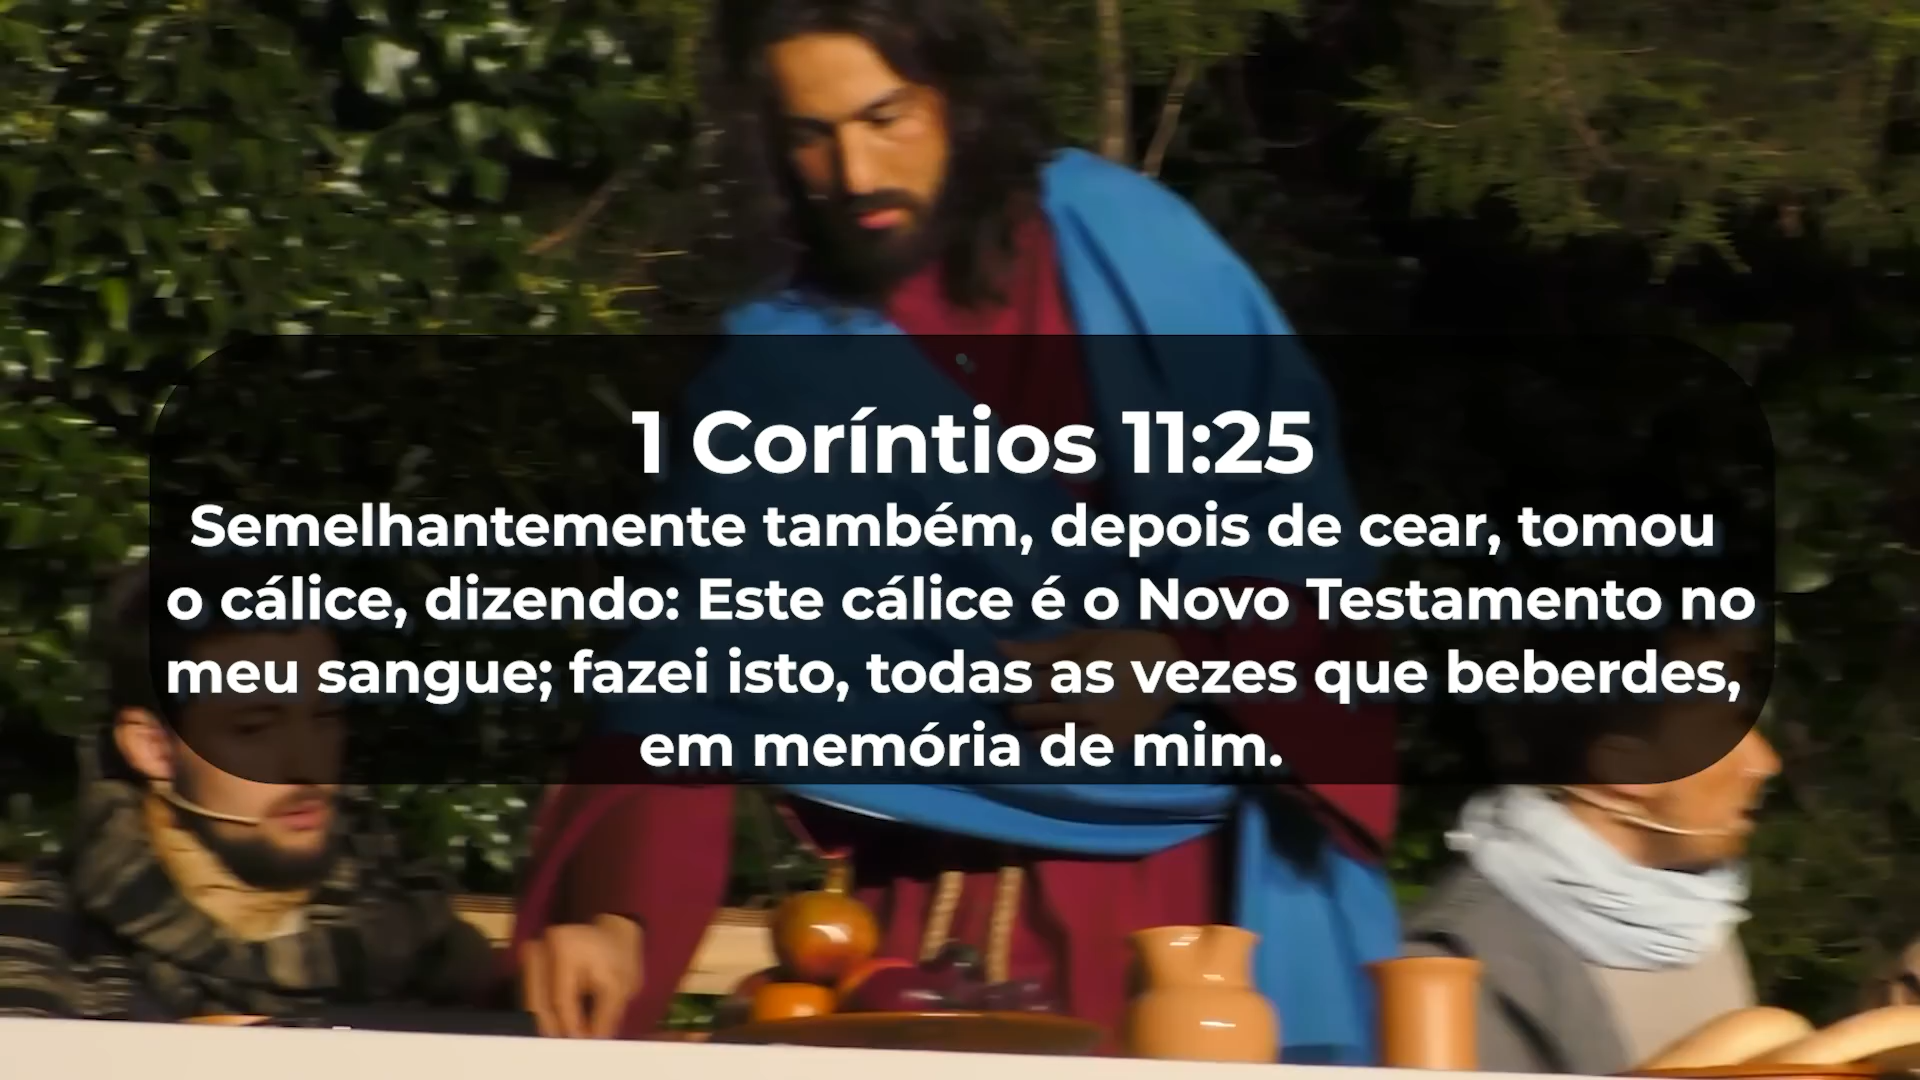 1 Coríntios 11:25
Semelhantemente também, depois de cear, tomou
o cálice, dizendo: Este cálice é o Novo Testamento no
meu sangue; fazei isto, todas as vezes que beberdes,
em memória de mim.